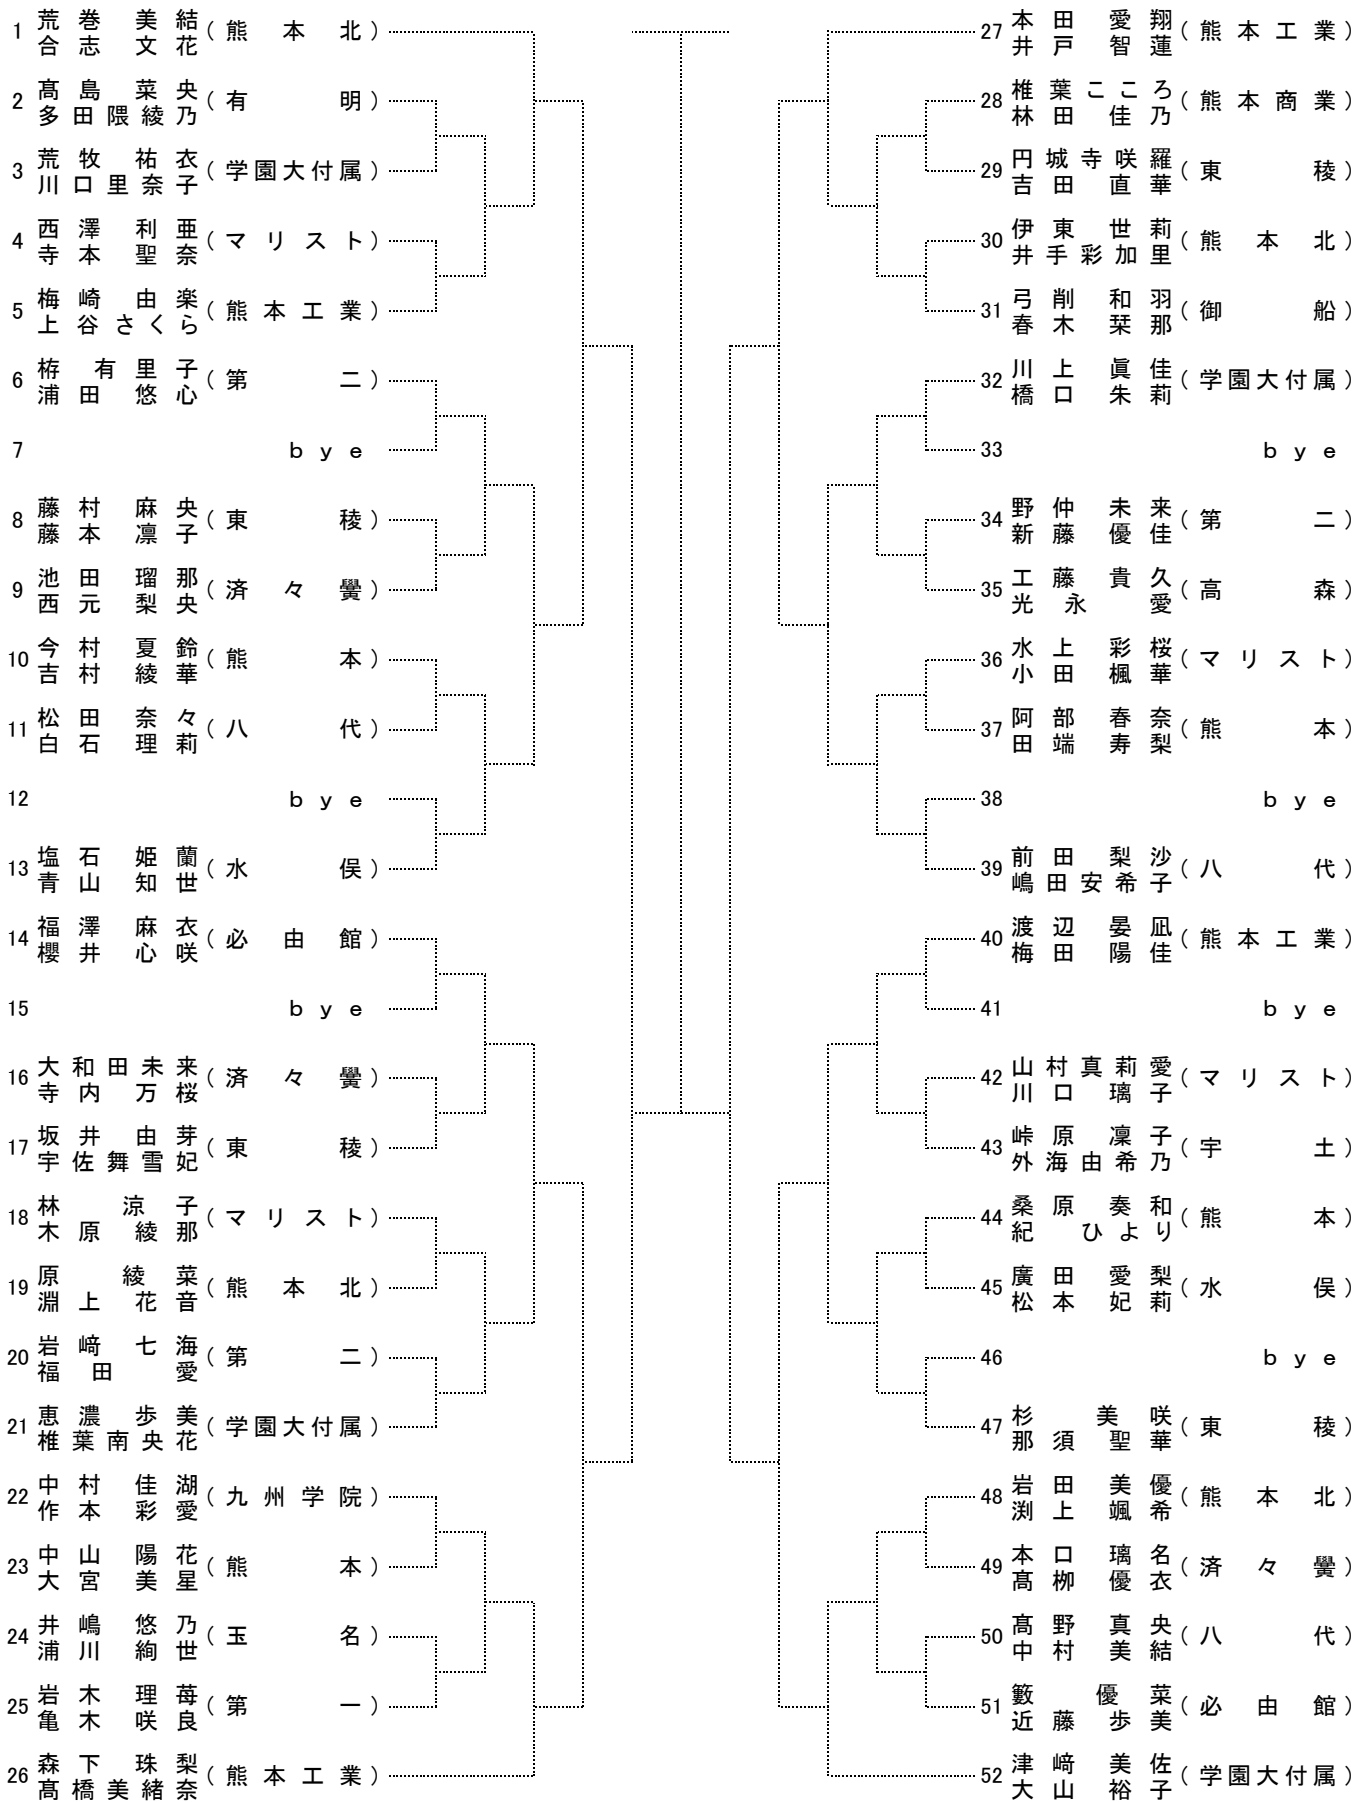 1 荒巻美結 (熊本北)
合志文花
2 髙島菜央 (有明)
多田隈綾乃
3 荒牧祐衣 (学園大付属)
川口里奈子
4 西澤利亜 (マリスト)
寺本聖奈
5 梅崎由楽 (熊本工業)
上谷さくら
6 栫有里子 (第二)
浦田悠心
7 bye
8 藤村麻央 (東稜)
藤本凛子
9 池田瑠那 (済々黌)
西元梨央
10 今村夏鈴 (熊本)
吉村綾華
11 松田奈々 (八代)
白石理莉
12 bye
13 塩石姫蘭 (水俣)
青山知世
14 福澤麻衣 (必由館)
櫻井心咲
15 bye
16 大和田未来 (済々黌)
寺内万桜
17 坂井由芽 (東稜)
宇佐舞雪妃
18 林涼子 (マリスト)
木原綾那
19 原綾菜 (熊本北)
淵上花音
20 岩﨑七海 (第二)
福田愛
21 恵濃歩美 (学園大付属)
椎葉南央花
22 中村佳湖 (九州学院)
作本彩愛
23 中山陽花 (熊本)
大宮美星
24 井嶋悠乃 (玉名)
浦川絢世
25 岩木理苺 (第一)
亀木咲良
26 森下珠梨 (熊本工業)
髙橋美緒奈
27 本田愛翔 (熊本工業)
井戸智蓮
28 椎葉こころ (熊本商業)
林田佳乃
29 円城寺咲羅 (東稜)
吉田直華
30 伊東世莉 (熊本北)
井手彩加里
31 弓削和羽 (御船)
春木栞那
32 川上眞佳 (学園大付属)
橋口朱莉
33 bye
34 野仲未来 (第二)
新藤優佳
35 工藤貴久 (高森)
光永愛
36 水上彩桜 (マリスト)
小田楓華
37 阿部春奈 (熊本)
田端寿梨
38 bye
39 前田梨沙 (八代)
嶋田安希子
40 渡辺晏凪 (熊本工業)
梅田陽佳
41 bye
42 山村真莉愛 (マリスト)
川口璃子
43 峠原凜子 (宇土)
外海由希乃
44 桑原奏和 (熊本)
紀ひより
45 廣田愛梨 (水俣)
松本妃莉
46 bye
47 杉美咲 (東稜)
那須聖華
48 岩田美優 (熊本北)
渕上颯希
49 本口璃名 (済々黌)
髙栁優衣
50 髙野真央 (八代)
中村美結
51 籔優菜 (必由館)
近藤歩美
52 津﨑美佐 (学園大付属)
大山裕子